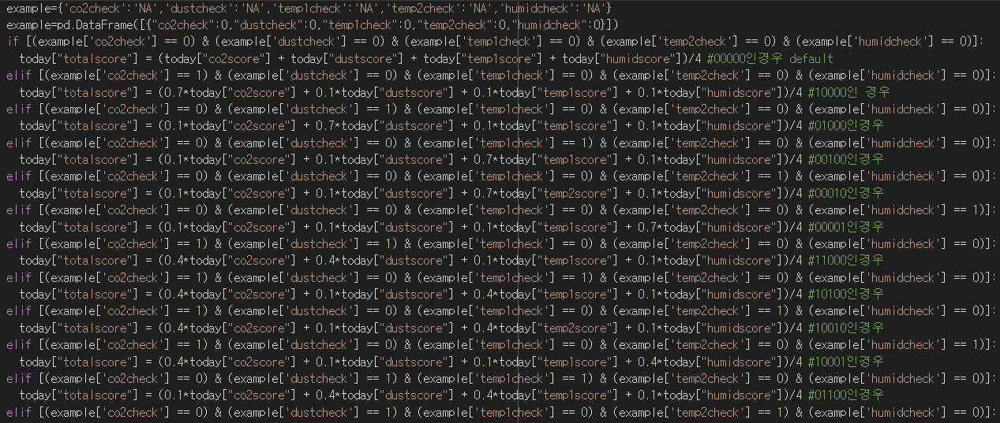 example={'co2check':'NA','dustcheck':'NA','temp1check':'NA','temp2check':'NA','humidcheck':'NA'}
example=pd.DataFrame([{"co2check":0,"dustcheck":0,"temp1check":0,"temp2check":0,"humidcheck":0}])
if [(example['co2check'] == 0) & (example['dustcheck'] == 0) & (example['temp1check'] == 0) & (example['temp2check'] == 0) & (example['humidcheck'] == 0)]:
today["totalscore"] = (today["co2score"] + today["dustscore"] + today["temp1score"] + today["humidscore"])/4 #00000인경우 default
elif [(example['co2check'] == 1) & (example['dustcheck'] == 0) & (example['temp1check'] == 0) & (example['temp2check'] == 0) & (example['humidcheck'] == 0)]:
today["totalscore"] = (0.7*today["co2score"] + 0.1*today["dustscore"] + 0.1*today["temp1score"] + 0.1*today["humidscore"])/4 #10000인 경우
elif [(example['co2check'] == 0) & (example['dustcheck'] == 1) & (example['temp1check'] == 0) & (example['temp2check'] == 0) & (example['humidcheck'] == 0)]:
today["totalscore"] = (0.1*today["co2score"] + 0.7*today["dustscore"] + 0.1*today["temp1score"] + 0.1*today["humidscore"])/4 #01000인경우
elif [(example['co2check'] == 0) & (example['dustcheck'] == 0) & (example['temp1check'] == 1) & (example['temp2check'] == 0) & (example['humidcheck'] == 0)]:
today["totalscore"] = (0.1*today["co2score"] + 0.1*today["dustscore"] + 0.7*today["temp1score"] + 0.1*today["humidscore"])/4 #00100인경우
elif [(example['co2check'] == 0) & (example['dustcheck'] == 0) & (example['temp1check'] == 0) & (example['temp2check'] == 1) & (example['humidcheck'] == 0)]:
today["totalscore"] = (0.1*today["co2score"] + 0.1*today["dustscore"] + 0.7*today["temp2score"] + 0.1*today["humidscore"])/4 #00010인경우
elif [(example['co2check'] == 0) & (example['dustcheck'] == 0) & (example['temp1check'] == 0) & (example['temp2check'] == 0) & (example['humidcheck'] == 1)]:
today["totalscore"] = (0.1*today["co2score"] + 0.1*today["dustscore"] + 0.1*today["temp1score"] + 0.7*today["humidscore"])/4 #00001인경우
elif [(example['co2check'] == 1) & (example['dustcheck'] == 1) & (example['temp1check'] == 0) & (example['temp2check'] == 0) & (example['humidcheck'] == 0)]:
today["totalscore"] = (0.4*today["co2score"] + 0.4*today["dustscore"] + 0.1*today["temp1score"] + 0.1*today["humidscore"])/4 #11000인경우
elif [(example['co2check'] == 1) & (example['dustcheck'] == 0) & (example['temp1check'] == 1) & (example['temp2check'] == 0) & (example['humidcheck'] == 0)]:
today["totalscore"] = (0.4*today["co2score"] + 0.1*today["dustscore"] + 0.4*today["temp1score"] + 0.1*today["humidscore"])/4 #10100인경우
elif [(example['co2check'] == 1) & (example['dustcheck'] == 0) & (example['temp1check'] == 0) & (example['temp2check'] == 1) & (example['humidcheck'] == 0)]:
today["totalscore"] = (0.4*today["co2score"] + 0.1*today["dustscore"] + 0.4*today["temp2score"] + 0.1*today["humidscore"])/4 #10010인경우
elif [(example['co2check'] == 1) & (example['dustcheck'] == 0) & (example['temp1check'] == 0) & (example['temp2check'] == 0) & (example['humidcheck'] == 1)]:
today["totalscore"] = (0.4*today["co2score"] + 0.1*today["dustscore"] + 0.1*today["temp1score"] + 0.4*today["humidscore"])/4 #10001인경우
elif [(example['co2check'] == 0) & (example['dustcheck'] == 1) & (example['temp1check'] == 1) & (example['temp2check'] == 0) & (example['humidcheck'] == 0)]:
today["totalscore"] = (0.1*today["co2score"] + 0.4*today["dustscore"] + 0.4*today["temp1score"] + 0.1*today["humidscore"])/4 #01100인경우
elif [(example['co2check'] == 0) & (example['dustcheck'] == 1) & (example['temp1check'] == 0) & (example['temp2check'] == 1) & (example['humidcheck'] == 0)]: